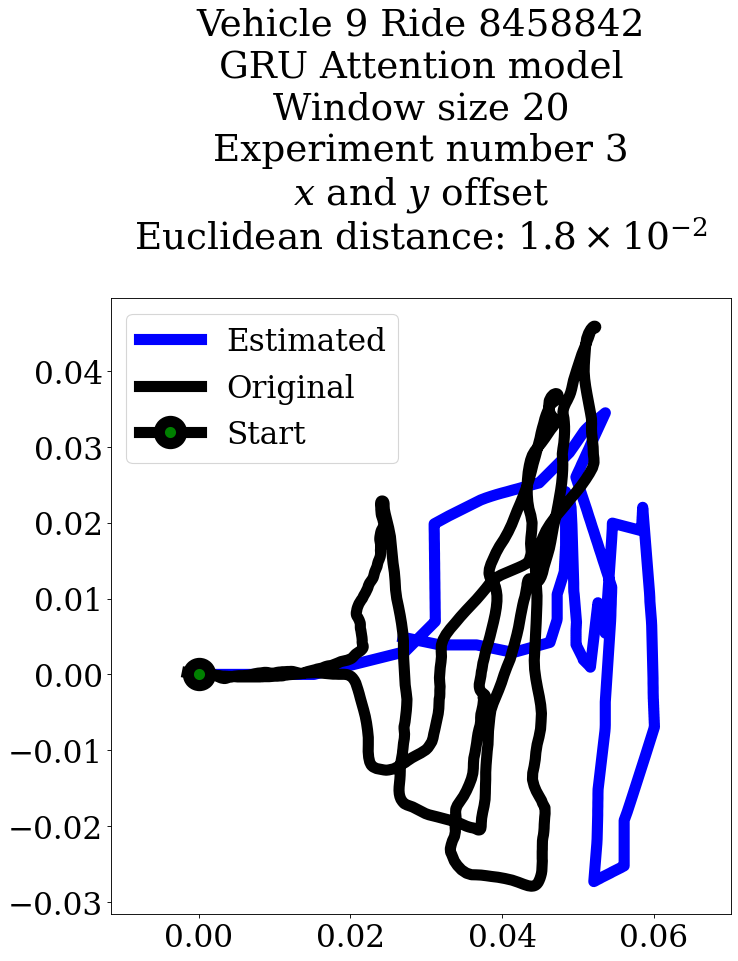 Vehicle 9 Ride 8458842
GRU Attention model
Window size 20
Experiment number 3
x and y offset
Euclidean distance: 1.8 × 10⁻²
Estimated
Original
Start
0.04
0.03
0.02
0.01
0.00
−0.01
−0.02
−0.03
0.00 0.02 0.04 0.06